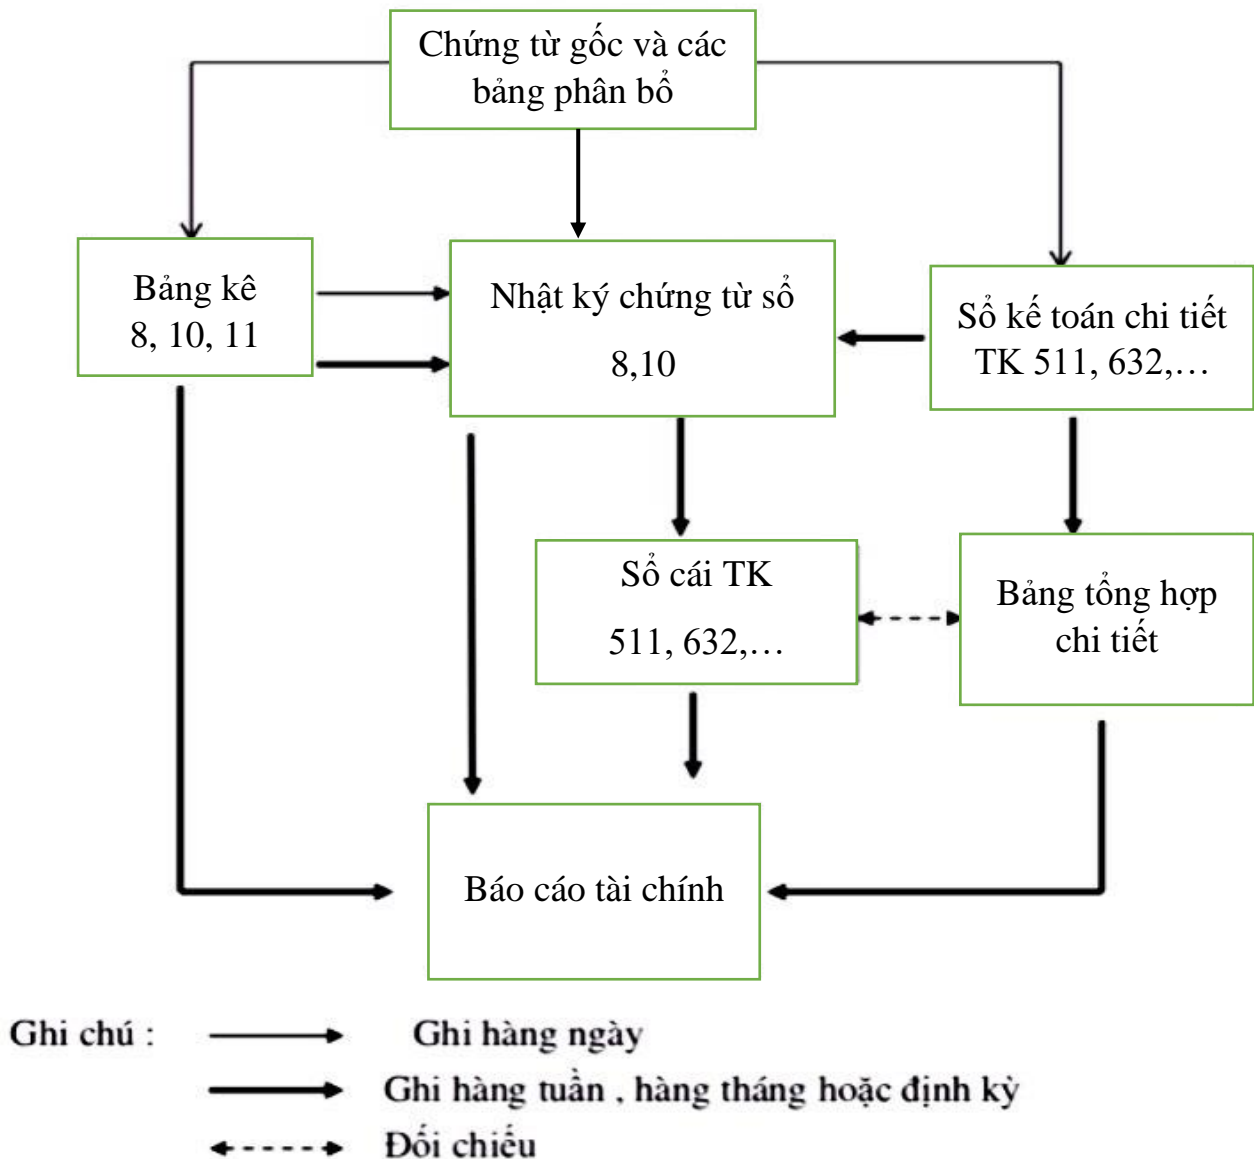 Chứng từ gốc và các
bảng phân bổ
Bảng kê
8, 10, 11
Nhật ký chứng từ số
8,10
Sổ kế toán chi tiết
TK 511, 632,…
Sổ cái TK
511, 632,…
Bảng tổng hợp
chi tiết
Báo cáo tài chính
Ghi chú :
Ghi hàng ngày
Ghi hàng tuần , hàng tháng hoặc định kỳ
Đối chiếu